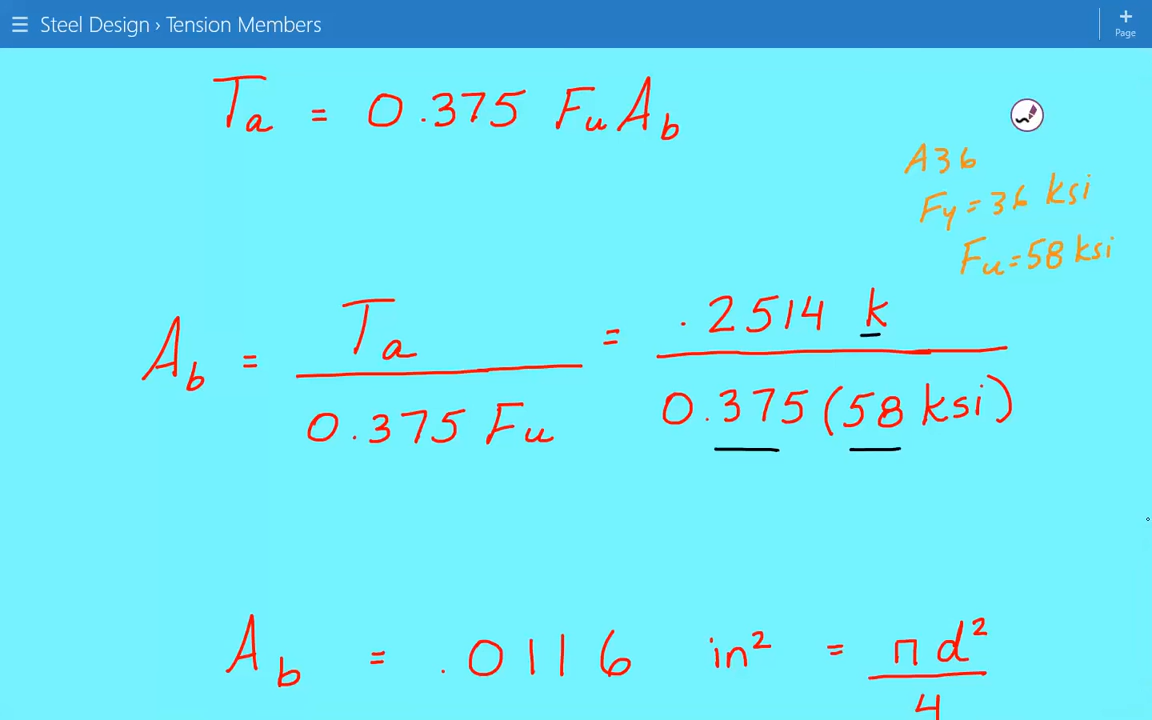 Steel Design › Tension Members
Page
Ta = 0.375 Fu Ab
A36
Fy = 36 ksi
Fu = 58 ksi
Ab = Ta / 0.375 Fu = .2514 k / 0.375 (58 ksi)
Ab = .0116 in² = π d² / 4